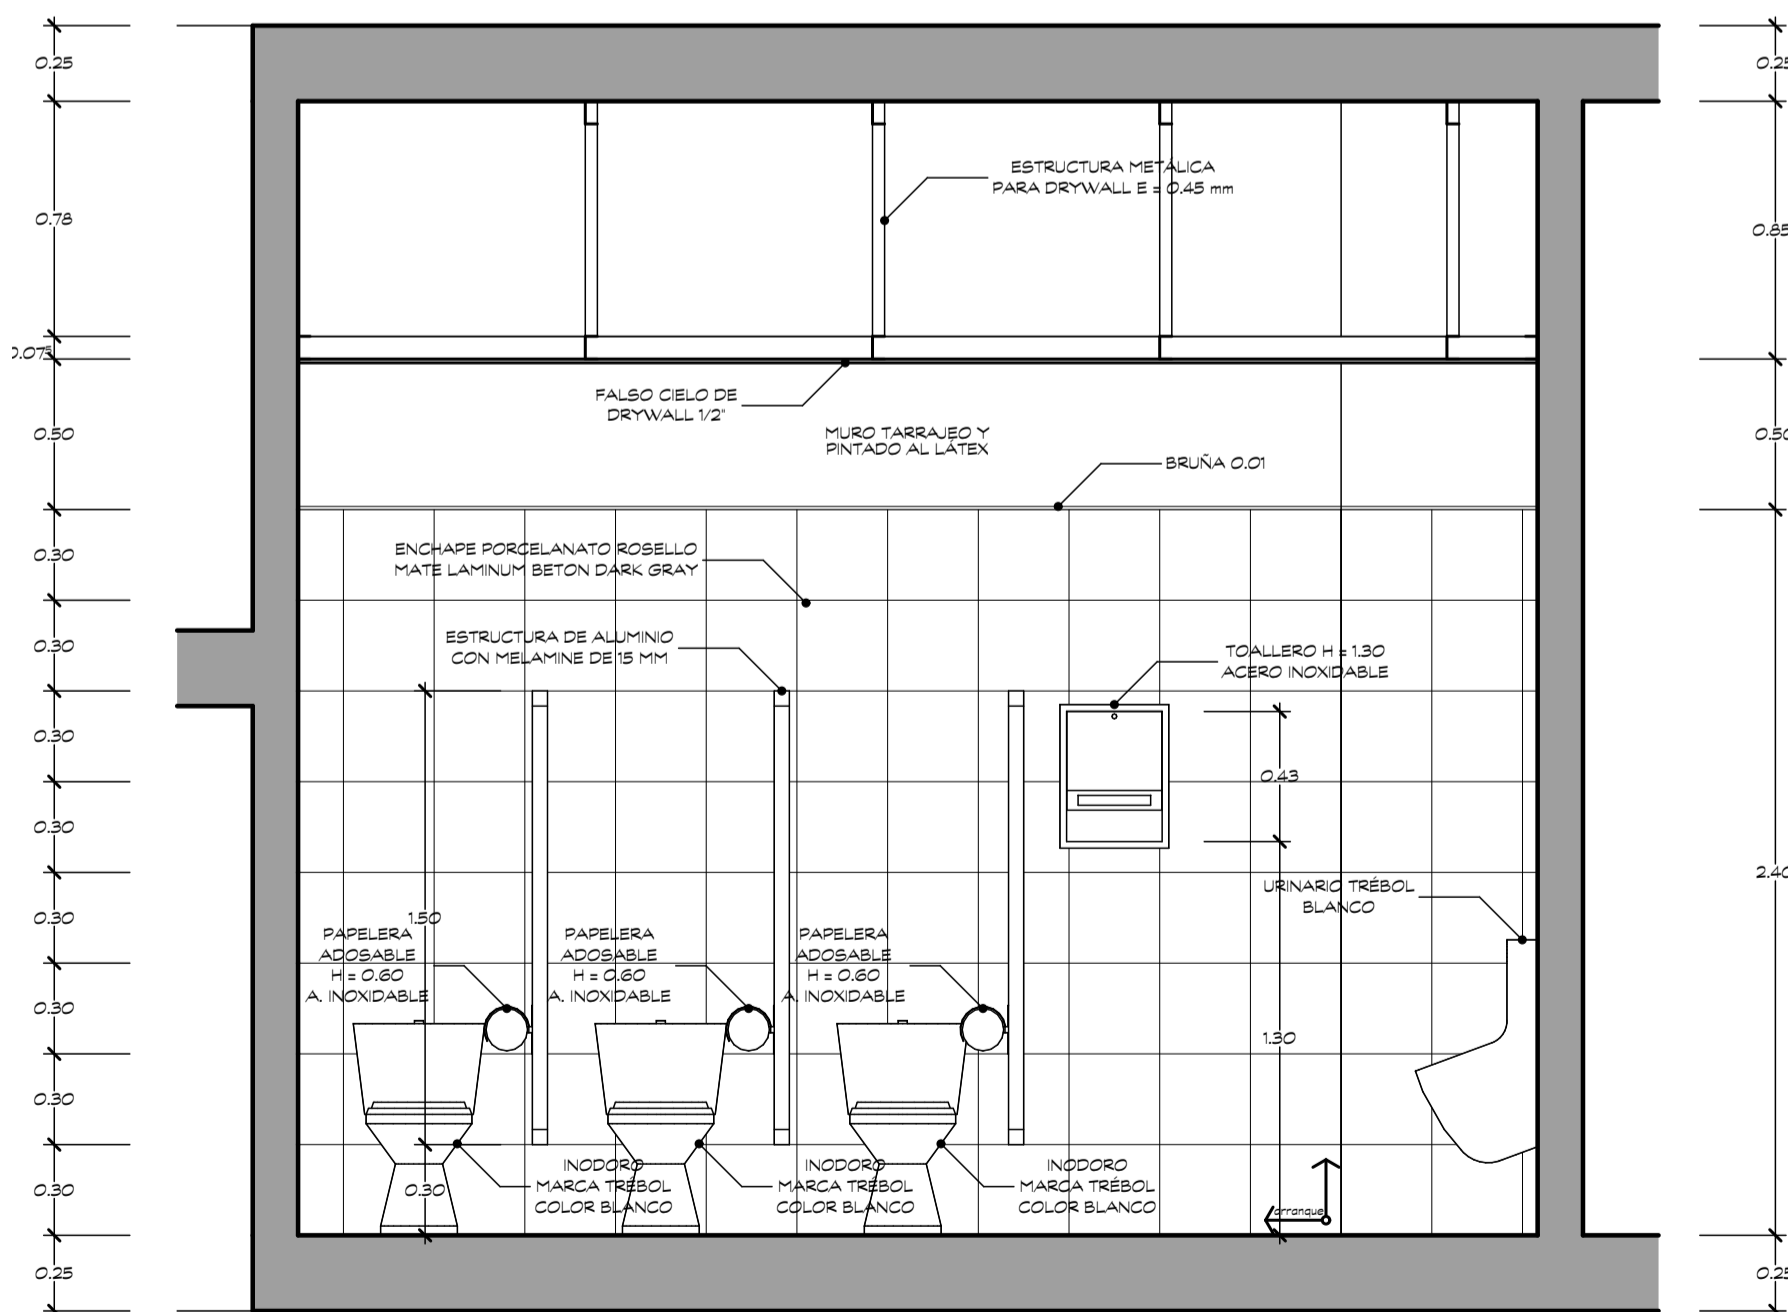 0.25
0.25
ESTRUCTURA METÁLICA
PARA DRYWALL E = 0.45 mm
0.78
0.85
0.075
FALSO CIELO DE
DRYWALL 1/2"
MURO TARRAJEO Y
PINTADO AL LÁTEX
0.50
0.50
BRUÑA 0.01
ENCHAPE PORCELANATO ROSELLO
MATE LAMINUM BETON DARK GRAY
0.30
ESTRUCTURA DE ALUMINIO
CON MELAMINE DE 15 MM
0.30
TOALLERO H = 1.30
ACERO INOXIDABLE
0.30
0.43
0.30
2.40
URINARIO TRÉBOL
BLANCO
0.30
1.50
PAPELERA
ADOSABLE
H = 0.60
A. INOXIDABLE
PAPELERA
ADOSABLE
H = 0.60
A. INOXIDABLE
PAPELERA
ADOSABLE
H = 0.60
A. INOXIDABLE
0.30
1.30
0.30
INODORO
MARCA TRÉBOL
COLOR BLANCO
INODORO
MARCA TRÉBOL
COLOR BLANCO
INODORO
MARCA TRÉBOL
COLOR BLANCO
0.30
0.30
arranque
0.25
0.25